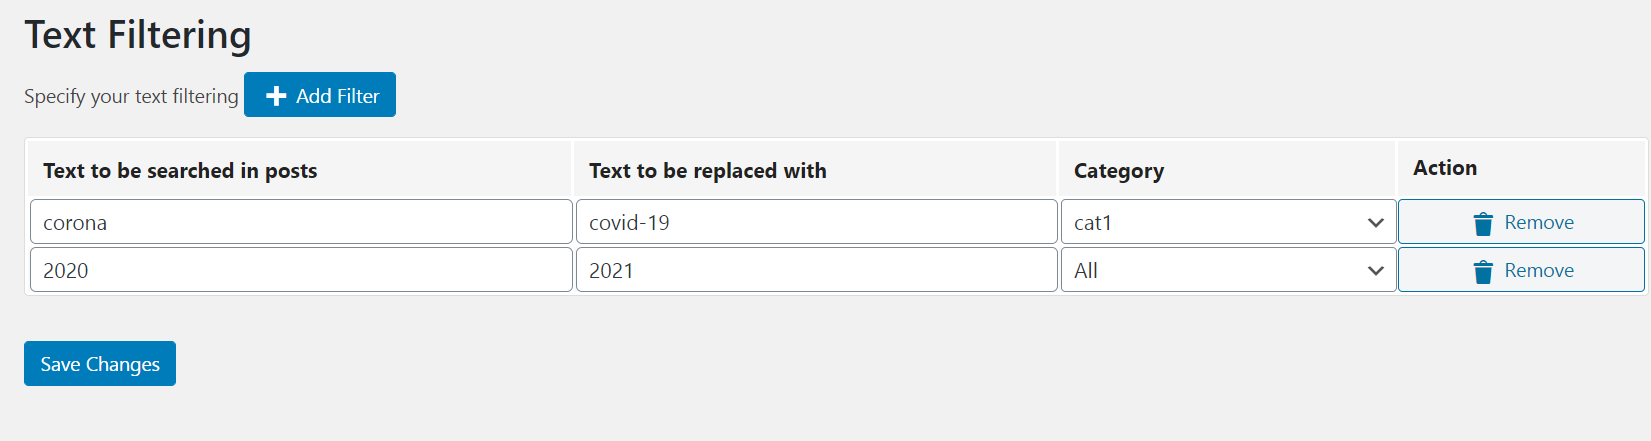 Text Filtering
Specify your text filtering Add Filter
Text to be searched in posts Text to be replaced with Category Action
corona covid-19 cat1 Remove
2020 2021 All Remove
Save Changes